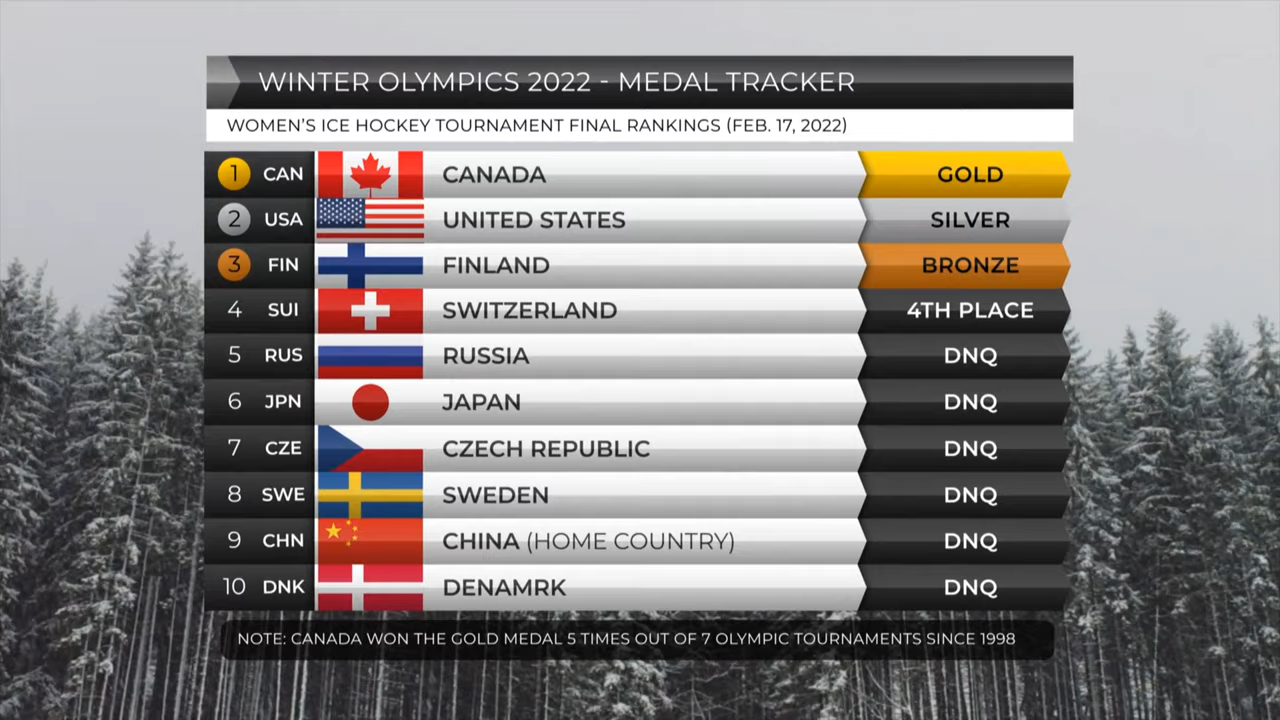 WINTER OLYMPICS 2022 - MEDAL TRACKER
WOMEN'S ICE HOCKEY TOURNAMENT FINAL RANKINGS (FEB. 17, 2022)
1 CAN CANADA GOLD
2 USA UNITED STATES SILVER
3 FIN FINLAND BRONZE
4 SUI SWITZERLAND 4TH PLACE
5 RUS RUSSIA DNQ
6 JPN JAPAN DNQ
7 CZE CZECH REPUBLIC DNQ
8 SWE SWEDEN DNQ
9 CHN CHINA (HOME COUNTRY) DNQ
10 DNK DENAMRK DNQ
NOTE: CANADA WON THE GOLD MEDAL 5 TIMES OUT OF 7 OLYMPIC TOURNAMENTS SINCE 1998